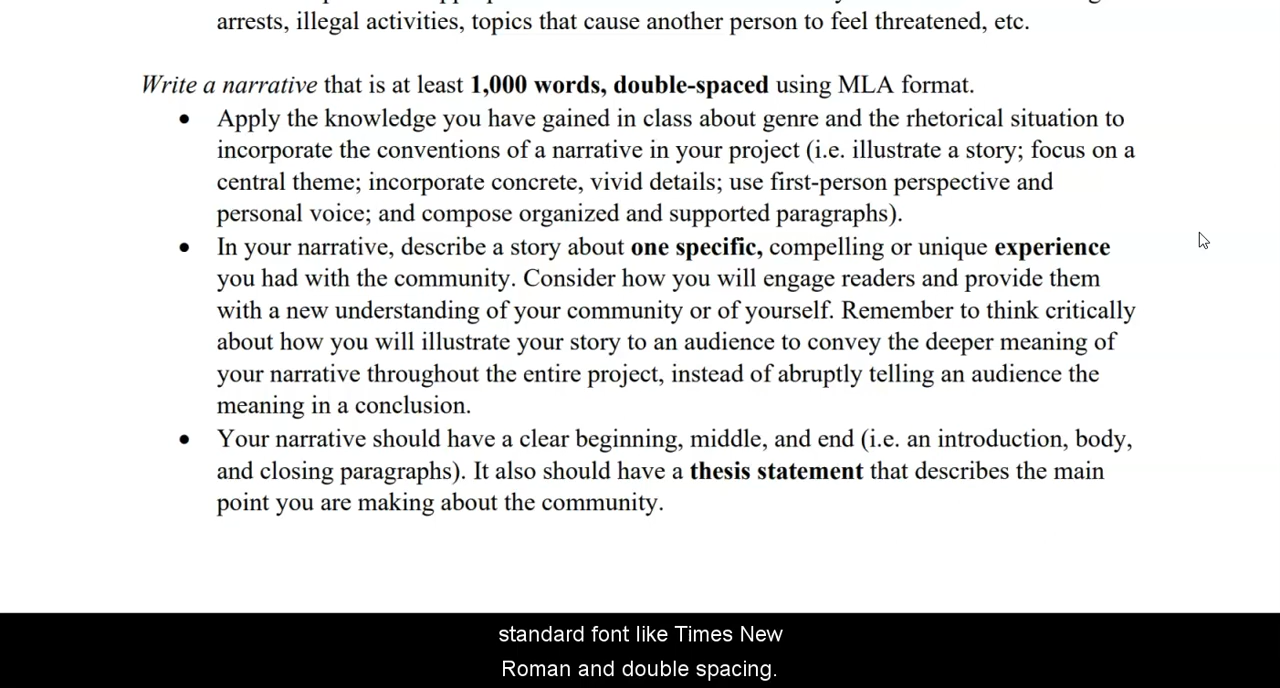 arrests, illegal activities, topics that cause another person to feel threatened, etc.
Write a narrative that is at least 1,000 words, double-spaced using MLA format.
• Apply the knowledge you have gained in class about genre and the rhetorical situation to
incorporate the conventions of a narrative in your project (i.e. illustrate a story; focus on a
central theme; incorporate concrete, vivid details; use first-person perspective and
personal voice; and compose organized and supported paragraphs).
• In your narrative, describe a story about one specific, compelling or unique experience
you had with the community. Consider how you will engage readers and provide them
with a new understanding of your community or of yourself. Remember to think critically
about how you will illustrate your story to an audience to convey the deeper meaning of
your narrative throughout the entire project, instead of abruptly telling an audience the
meaning in a conclusion.
• Your narrative should have a clear beginning, middle, and end (i.e. an introduction, body,
and closing paragraphs). It also should have a thesis statement that describes the main
point you are making about the community.
standard font like Times New
Roman and double spacing.